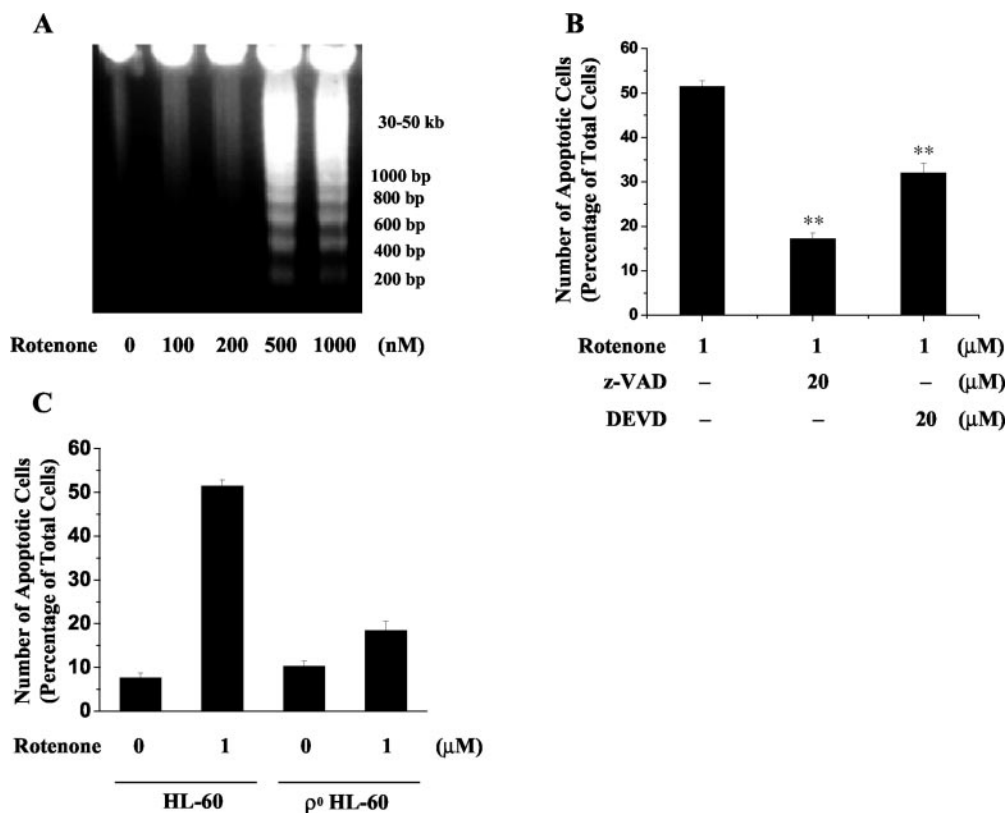 A
30-50 kb
1000 bp
800 bp
600 bp
400 bp
200 bp
Rotenone 0 100 200 500 1000 (nM)
B
Number of Apoptotic Cells
(Percentage of Total Cells)
60
50
40
30
20
10
0
**
**
Rotenone 1 1 1 (μM)
z-VAD – 20 – (μM)
DEVD – – 20 (μM)
C
Number of Apoptotic Cells
(Percentage of Total Cells)
60
50
40
30
20
10
0
Rotenone 0 1 0 1 (μM)
HL-60 ρ⁰ HL-60